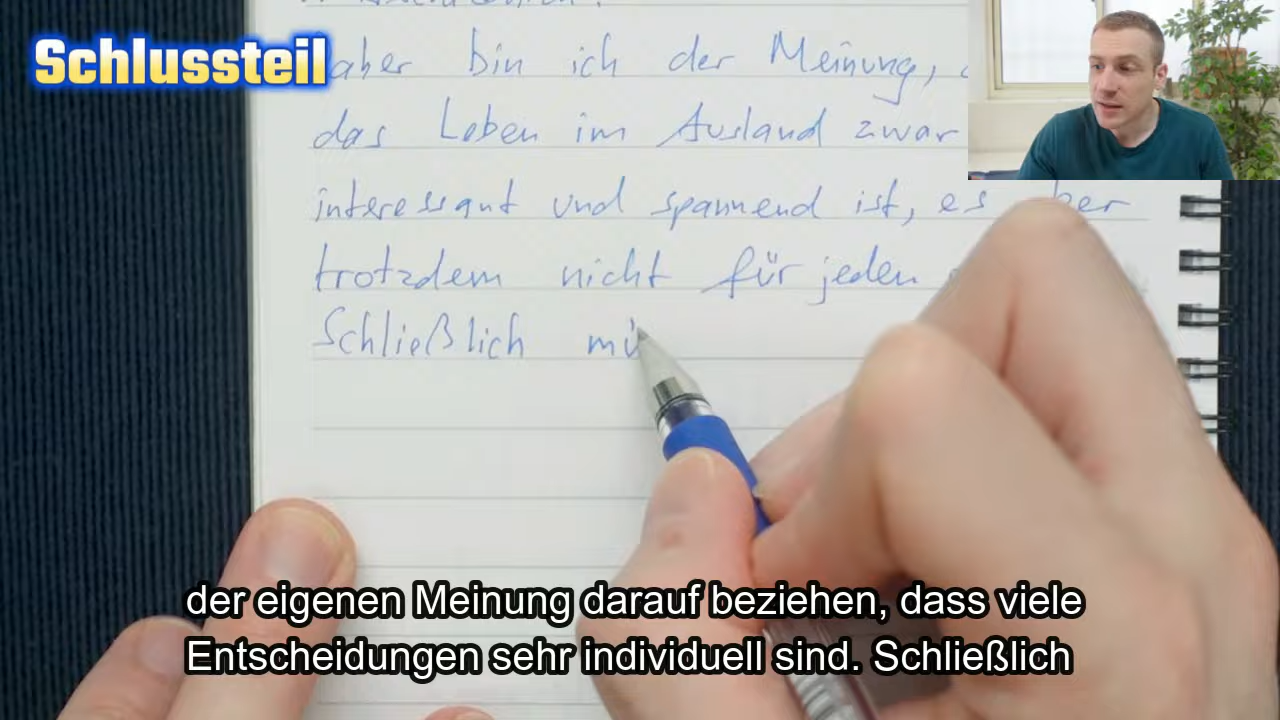 Schlussteil
aber bin ich der Meinung,
das Leben im Ausland zwar
interessant und spannend ist, es
trotzdem nicht für jeden
Schließlich mü
der eigenen Meinung darauf beziehen, dass viele
Entscheidungen sehr individuell sind. Schließlich